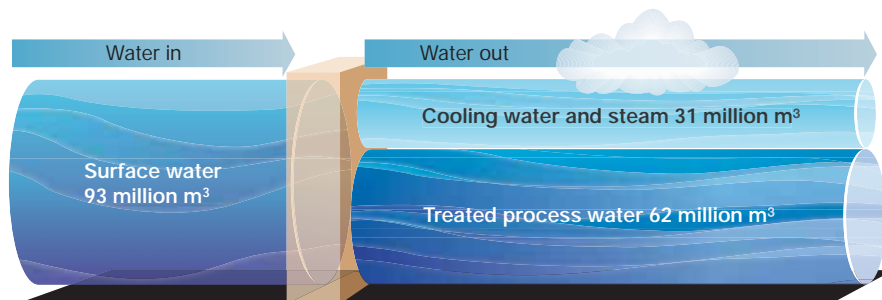 Water in
Water out
Cooling water and steam 31 million m³
Surface water
93 million m³
Treated process water 62 million m³